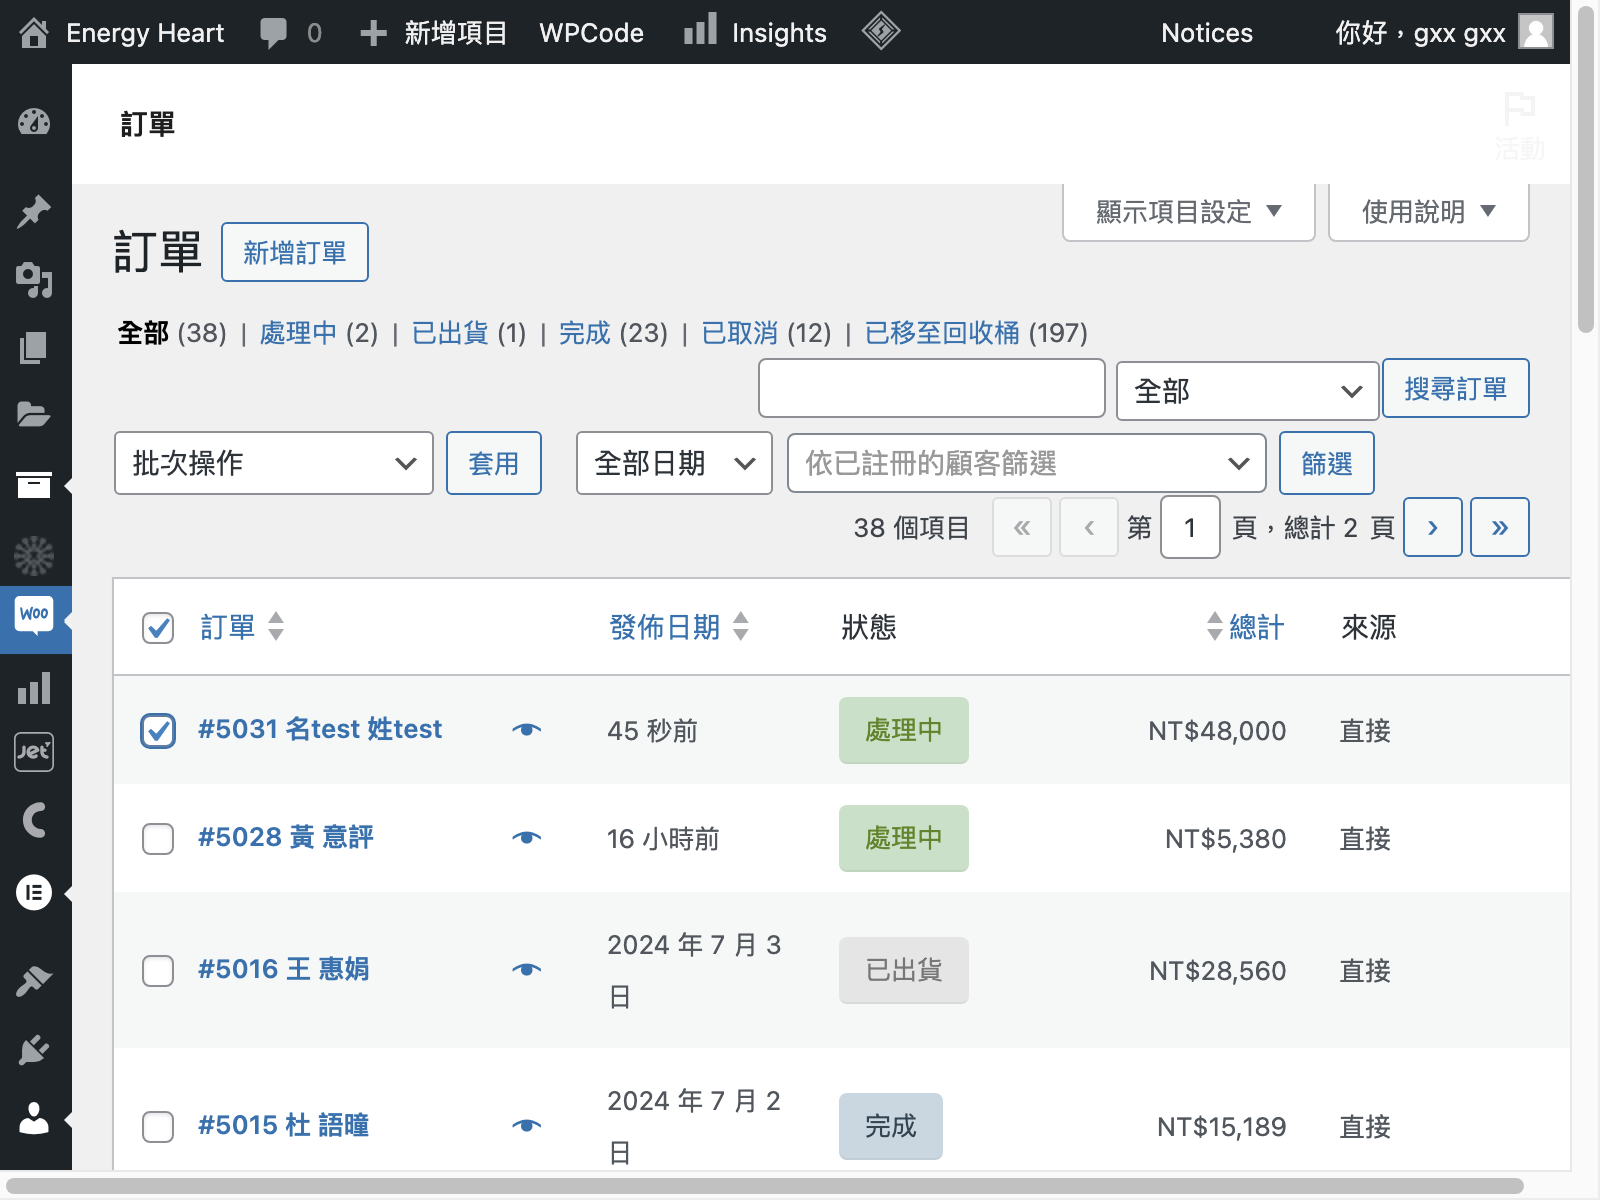 Energy Heart 0 新增項目 WPCode Insights Notices 你好，gxx gxx
訂單
活動
顯示項目設定 ▼ 使用說明 ▼
訂單 新增訂單
全部 (38) | 處理中 (2) | 已出貨 (1) | 完成 (23) | 已取消 (12) | 已移至回收桶 (197)
全部 搜尋訂單
批次操作 套用 全部日期 依已註冊的顧客篩選 篩選
38 個項目 « ‹ 第 1 頁，總計 2 頁 › »
Woo
訂單 發佈日期 狀態 總計 來源
Jet
#5031 名test 姓test 45 秒前 處理中 NT$48,000 直接
#5028 黃 意評 16 小時前 處理中 NT$5,380 直接
#5016 王 惠娟 2024 年 7 月 3 日 已出貨 NT$28,560 直接
#5015 杜 語曈 2024 年 7 月 2 日 完成 NT$15,189 直接